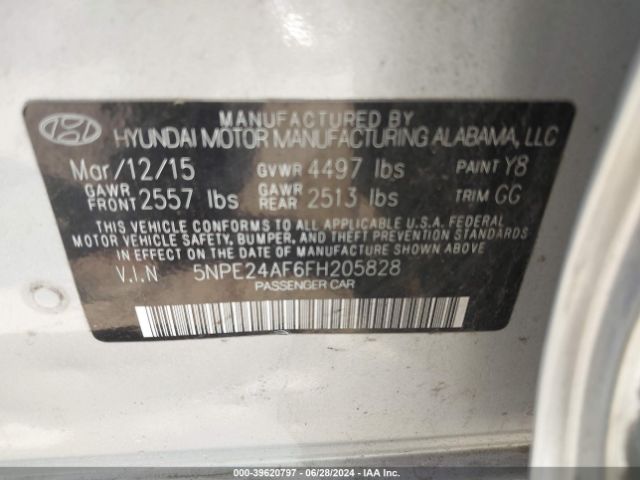 MANUFACTURED BY
HYUNDAI MOTOR MANUFACTURING ALABAMA, LLC
Mar/12/15 GVWR 4497 lbs PAINT Y8
GAWR FRONT 2557 lbs GAWR REAR 2513 lbs TRIM GG
THIS VEHICLE CONFORMS TO ALL APPLICABLE U.S.A. FEDERAL
MOTOR VEHICLE SAFETY, BUMPER, AND THEFT PREVENTION STANDARDS
IN EFFECT ON THE DATE OF MANUFACTURE SHOWN ABOVE.
V.I.N 5NPE24AF6FH205828
PASSENGER CAR
000-39620797 - 06/28/2024 - IAA Inc.